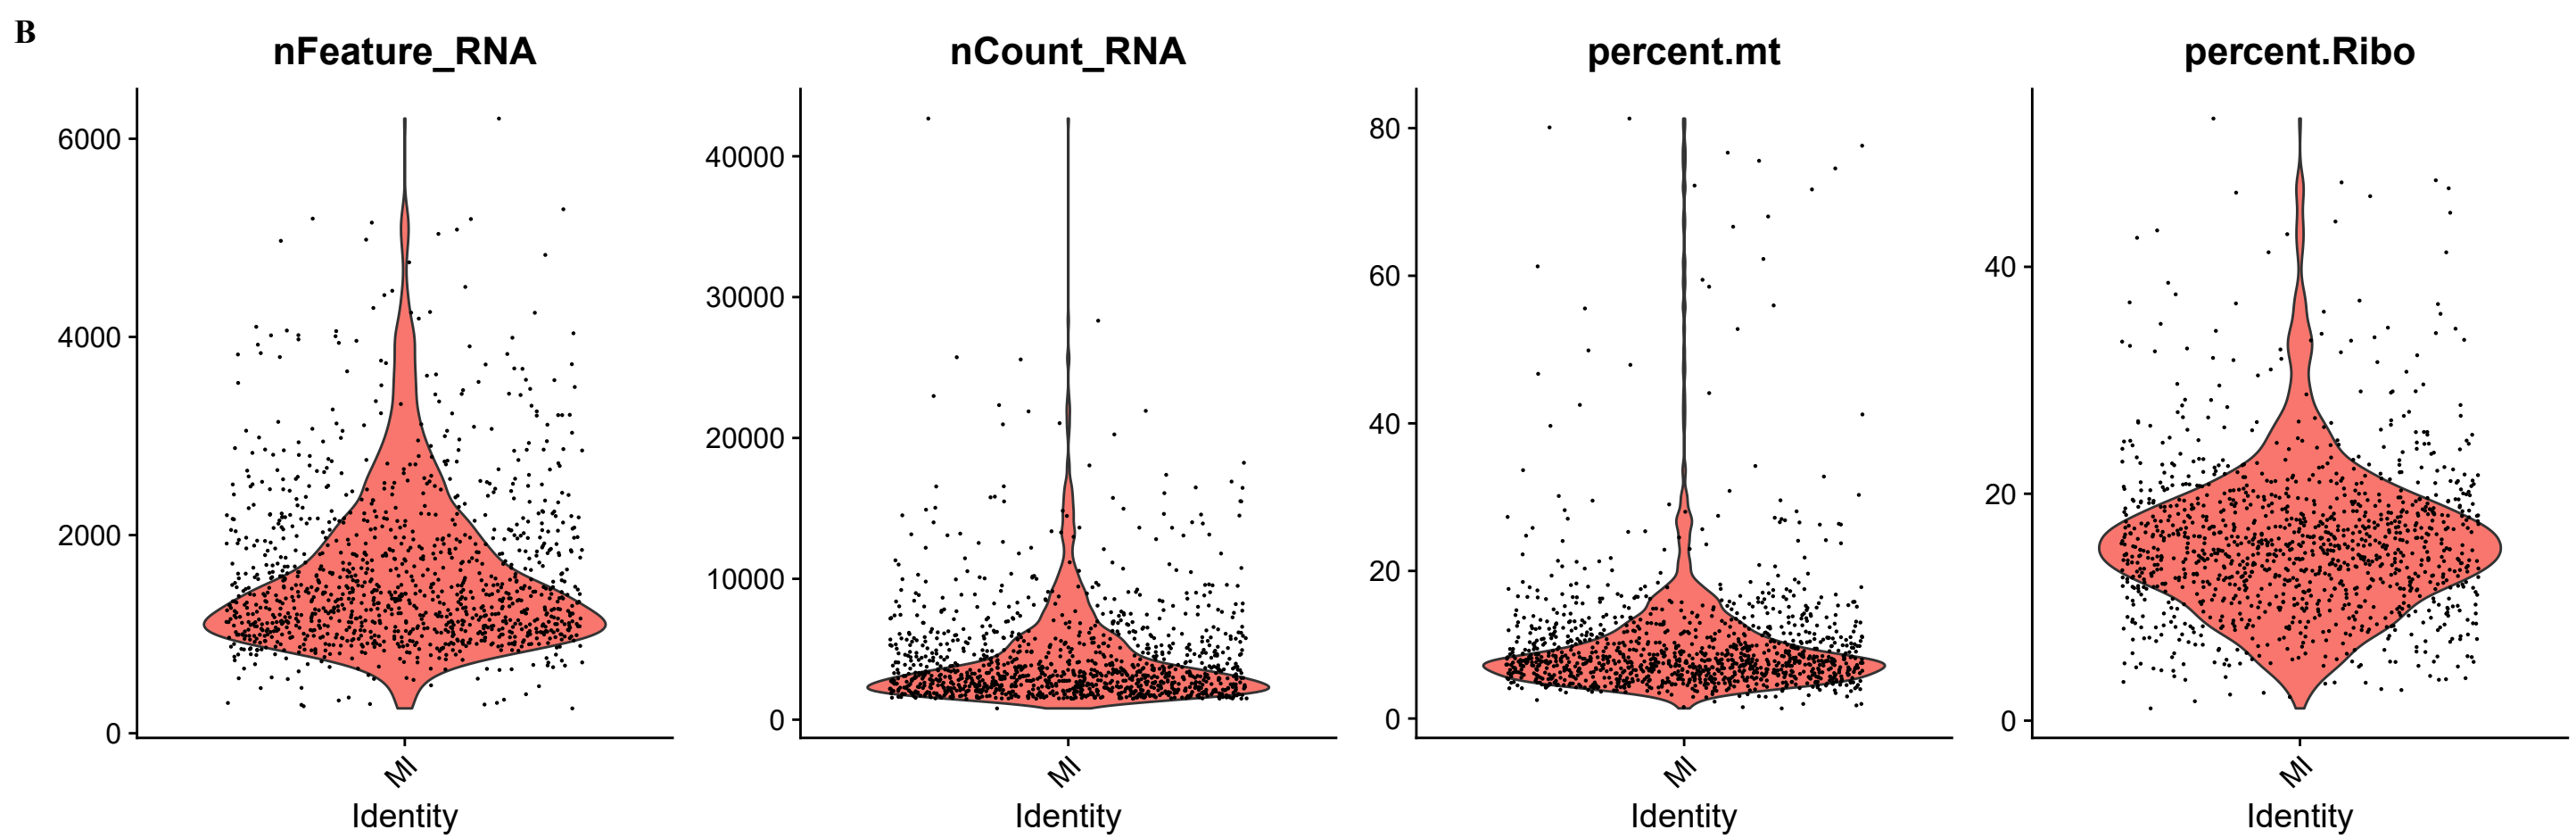 B
nFeature_RNA
6000
4000
2000
0
MI
Identity
nCount_RNA
40000
30000
20000
10000
0
MI
Identity
percent.mt
80
60
40
20
0
MI
Identity
percent.Ribo
40
20
0
MI
Identity